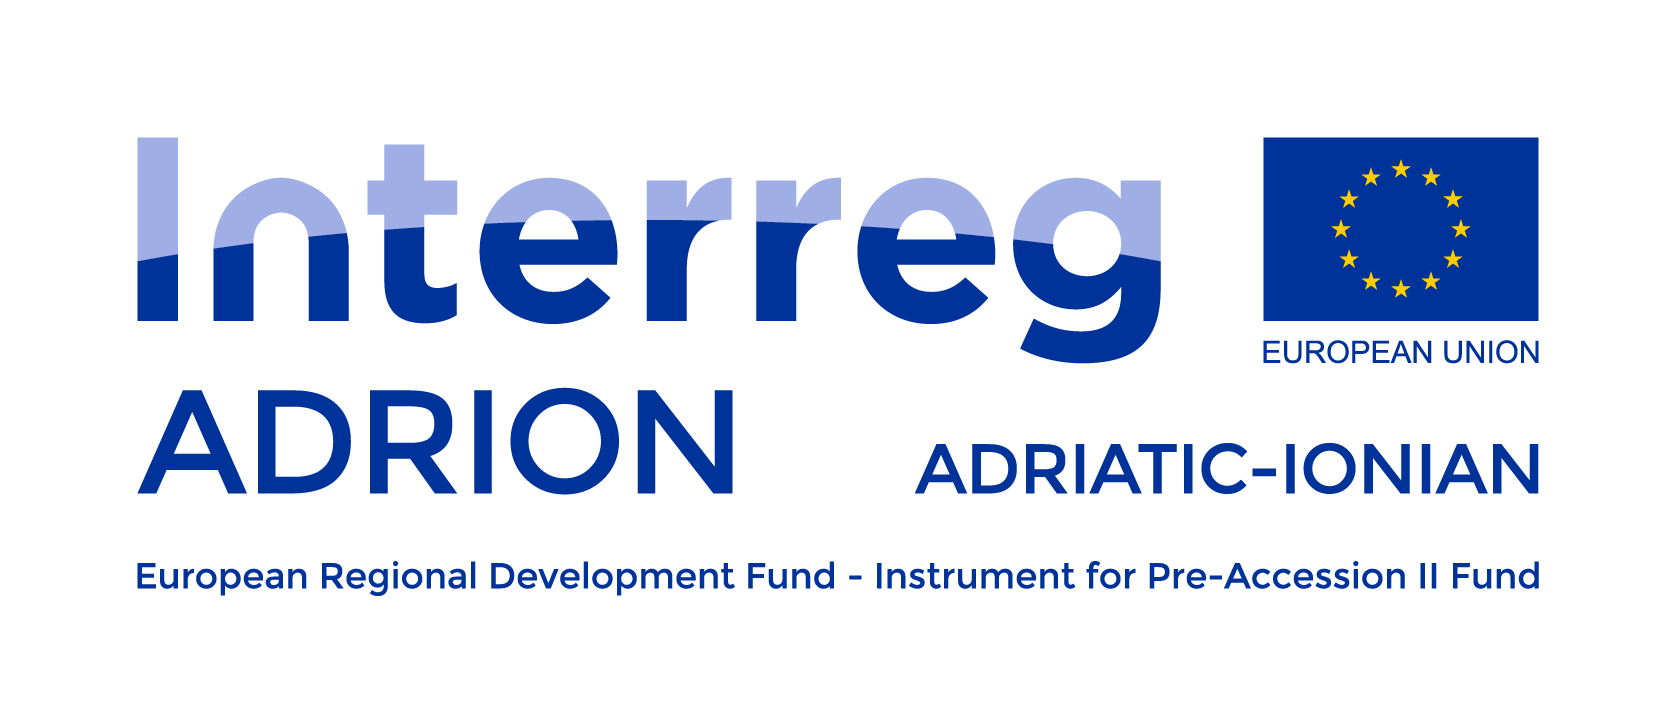 Interreg
EUROPEAN UNION
ADRION
ADRIATIC-IONIAN
European Regional Development Fund - Instrument for Pre-Accession II Fund